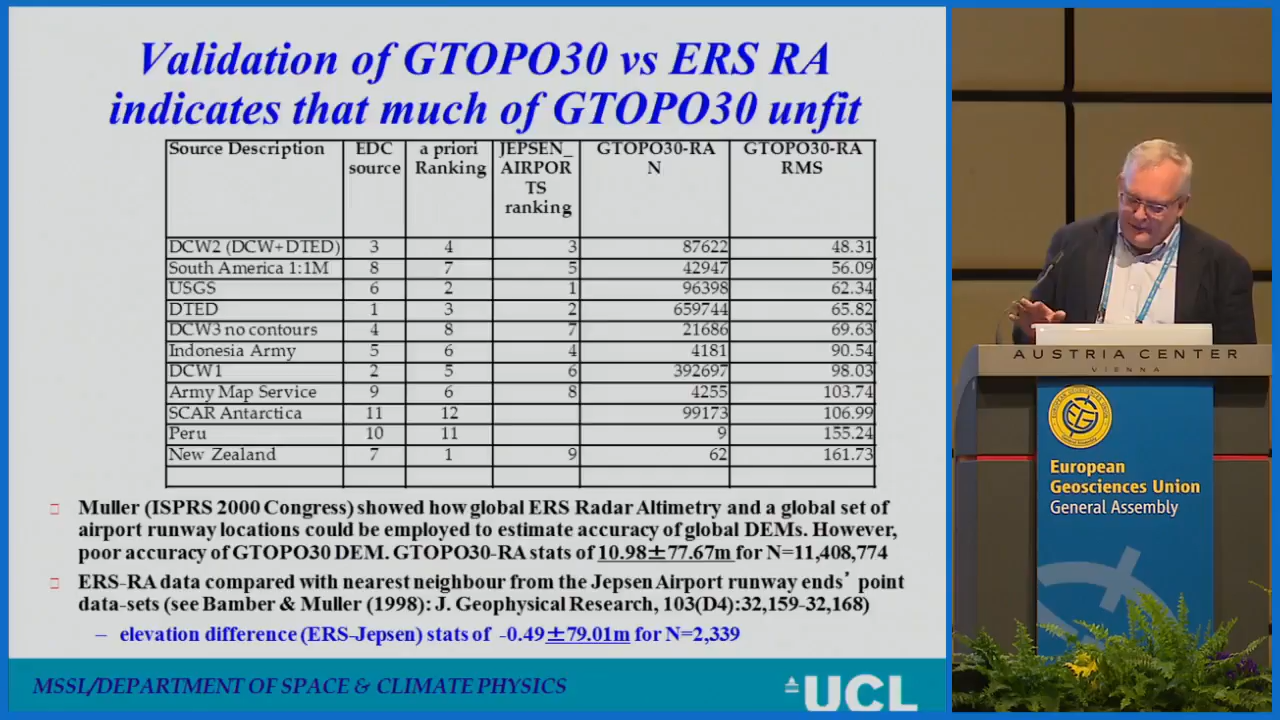 Validation of GTOPO30 vs ERS RA
indicates that much of GTOPO30 unfit
Source Description EDC source a priori Ranking JEPSEN_AIRPORTS ranking GTOPO30-RA N GTOPO30-RA RMS
DCW2 (DCW+DTED) 3 4 3 87622 48.31
South America 1:1M 8 7 5 42947 56.09
USGS 6 2 1 96398 62.34
DTED 1 3 2 659744 65.82
DCW3 no contours 4 8 7 21686 69.63
Indonesia Army 5 6 4 4181 90.54
DCW1 2 5 6 392697 98.03
Army Map Service 9 6 8 4255 103.74
SCAR Antarctica 11 12 99173 106.99
Peru 10 11 9 155.24
New Zealand 7 1 9 62 161.73
Muller (ISPRS 2000 Congress) showed how global ERS Radar Altimetry and a global set of
airport runway locations could be employed to estimate accuracy of global DEMs. However,
poor accuracy of GTOPO30 DEM. GTOPO30-RA stats of 10.98±77.67m for N=11,408,774
ERS-RA data compared with nearest neighbour from the Jepsen Airport runway ends' point
data-sets (see Bamber & Muller (1998): J. Geophysical Research, 103(D4):32,159-32,168)
– elevation difference (ERS-Jepsen) stats of -0.49±79.01m for N=2,339
MSSL/DEPARTMENT OF SPACE & CLIMATE PHYSICS
UCL
AUSTRIA CENTER
VIENNA
European
Geosciences Union
General Assembly